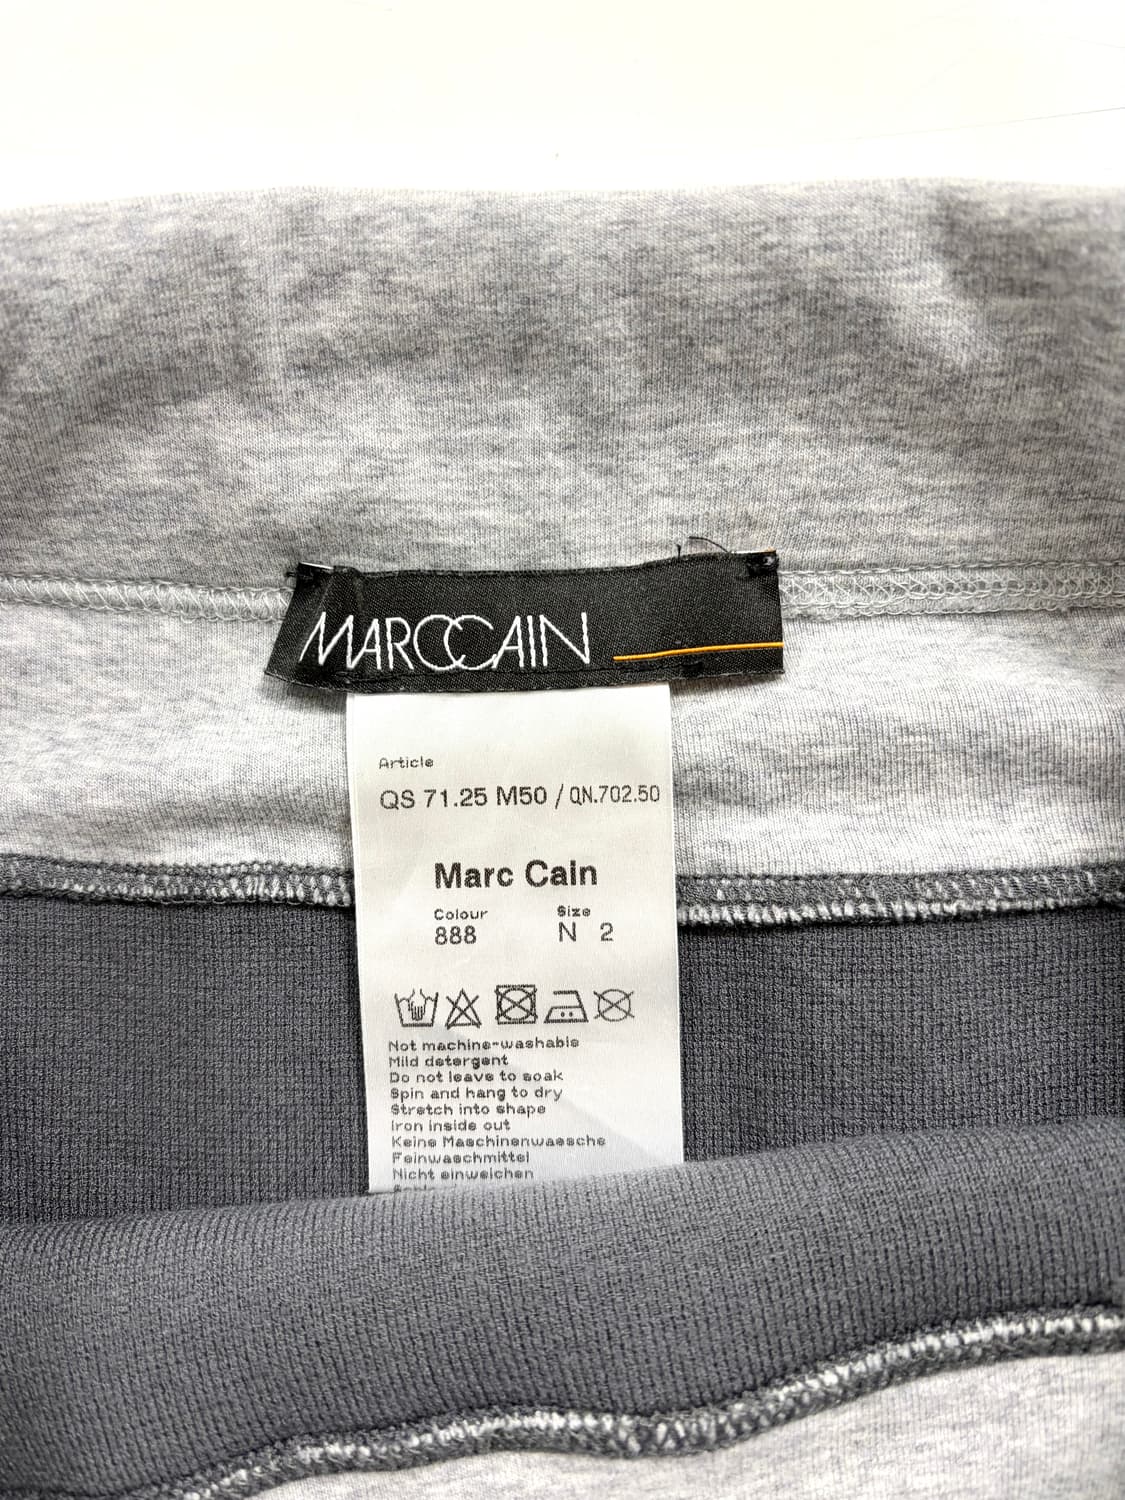 MARCCAIN
Article
QS 71.25 M50 / QN.702.50
Marc Cain
Colour Size
888 N 2
Not machine-washable
Mild detergent
Do not leave to soak
Spin and hang to dry
Stretch into shape
Iron inside out
Keine Maschinenwaesche
Feinwaschmittel
Nicht einweichen